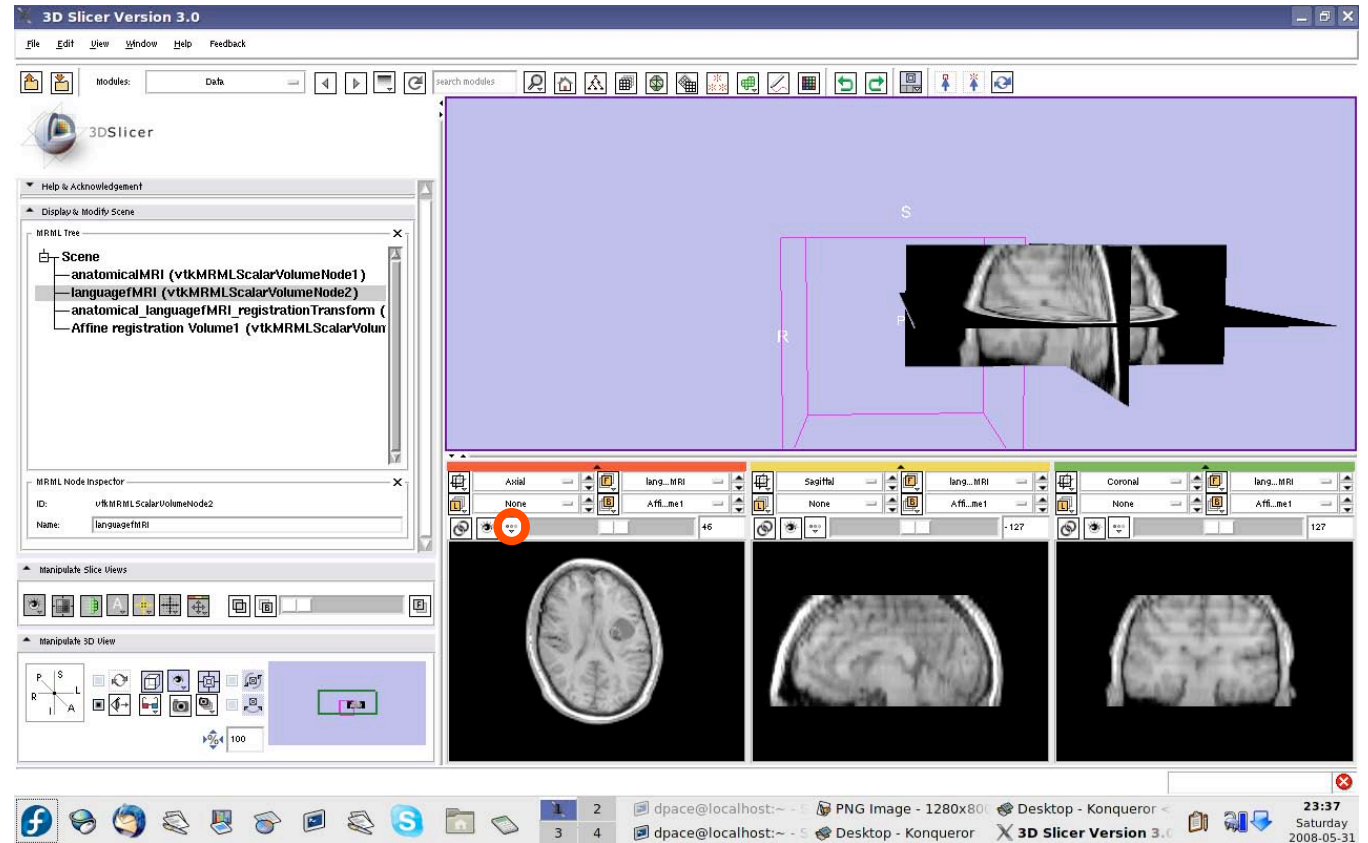 3D Slicer Version 3.0
File Edit View Window Help Feedback
Modules: Data search modules
3DSlicer
Help & Acknowledgement
Display & Modify Scene
MRML Tree
Scene
anatomicalMRI (vtkMRMLScalarVolumeNode1)
languagefMRI (vtkMRMLScalarVolumeNode2)
anatomical_languagefMRI_registrationTransform (
Affine registration Volume1 (vtkMRMLScalarVolum
MRML Node Inspector
ID: vtkMRMLScalarVolumeNode2
Name: languagefMRI
Manipulate Slice Views
Manipulate 3D View
P S
R L
I A
100
S
R P
Axial lang...MRI Sagittal lang...MRI Coronal lang...MRI
None Affi...me1 None Affi...me1 None Affi...me1
46 -127 127
1 2 dpace@localhost:~ - S PNG Image - 1280x80 Desktop - Konqueror < 23:37
3 4 dpace@localhost:~ - S Desktop - Konqueror 3D Slicer Version 3. Saturday
2008-05-31